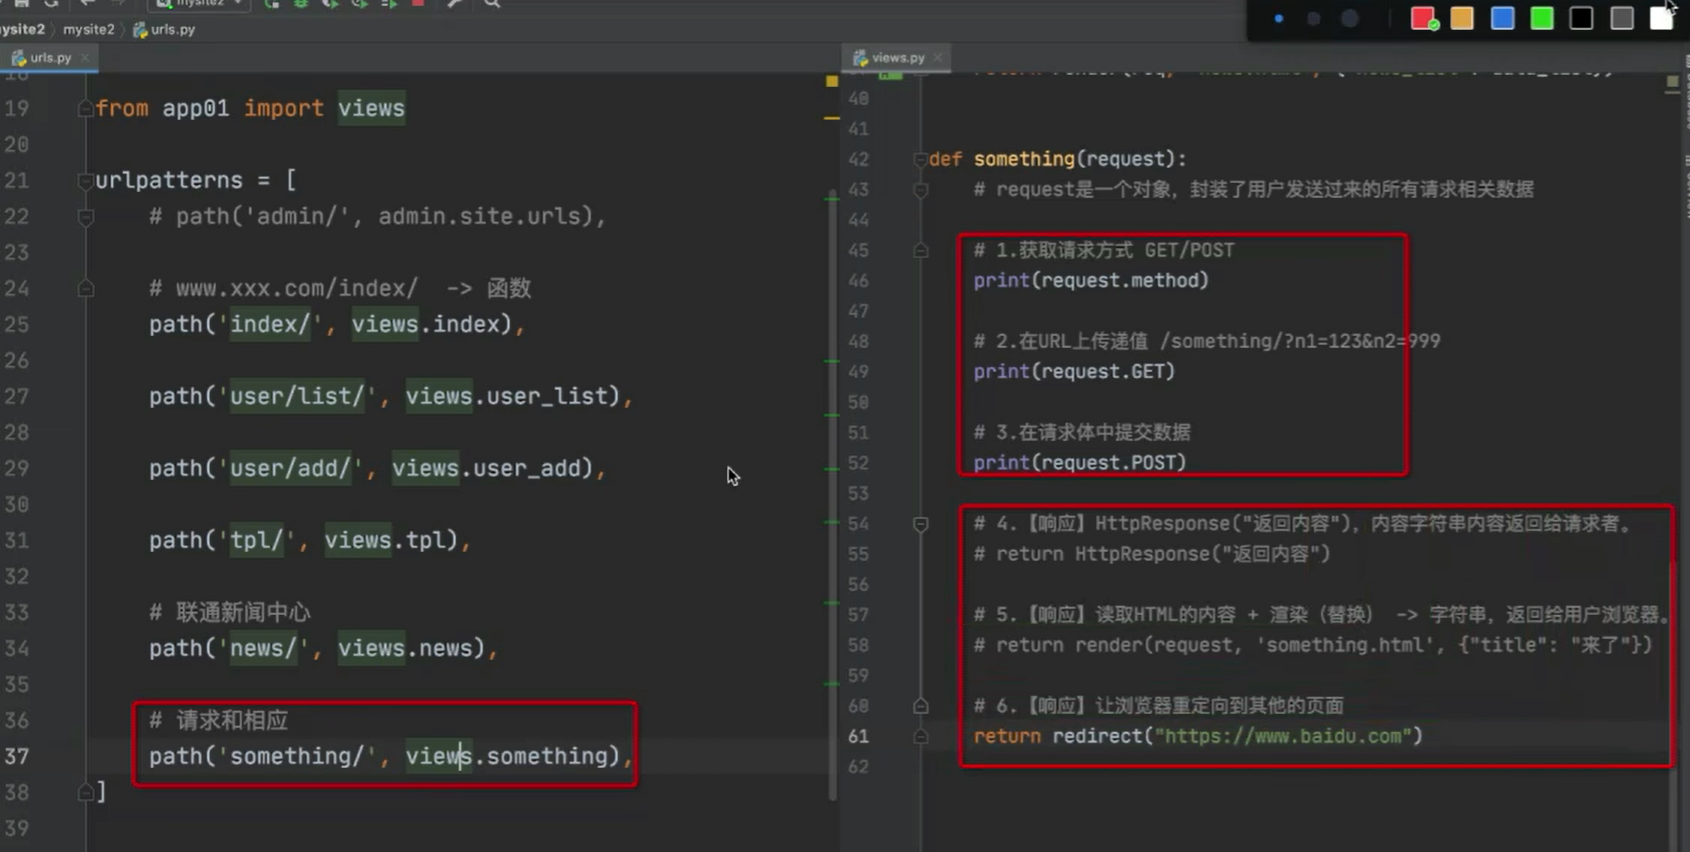 mysite2
mysite2 mysite2 urls.py
urls.py
19 from app01 import views
20
21 urlpatterns = [
22 # path('admin/', admin.site.urls),
23
24 # www.xxx.com/index/ -> 函数
25 path('index/', views.index),
26
27 path('user/list/', views.user_list),
28
29 path('user/add/', views.user_add),
30
31 path('tpl/', views.tpl),
32
33 # 联通新闻中心
34 path('news/', views.news),
35
36 # 请求和相应
37 path('something/', views.something),
38 ]
39
views.py
40
41
42 def something(request):
43 # request是一个对象，封装了用户发送过来的所有请求相关数据
44
45 # 1.获取请求方式 GET/POST
46 print(request.method)
47
48 # 2.在URL上传递值 /something/?n1=123&n2=999
49 print(request.GET)
50
51 # 3.在请求体中提交数据
52 print(request.POST)
53
54 # 4.【响应】HttpResponse("返回内容")，内容字符串内容返回给请求者。
55 # return HttpResponse("返回内容")
56
57 # 5.【响应】读取HTML的内容 + 渲染（替换） -> 字符串，返回给用户浏览器。
58 # return render(request, 'something.html', {"title": "来了"})
59
60 # 6.【响应】让浏览器重定向到其他的页面
61 return redirect("https://www.baidu.com")
62